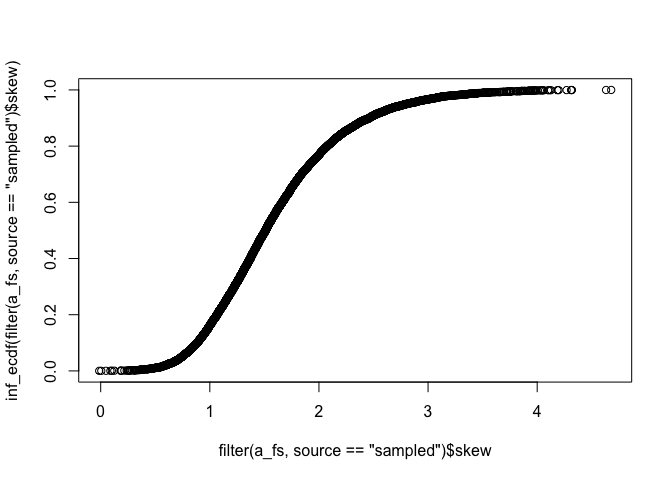 inf_ecdf(filter(a_fs, source == "sampled")$skew)
1.0
0.8
0.6
0.4
0.2
0.0
0 1 2 3 4
filter(a_fs, source == "sampled")$skew